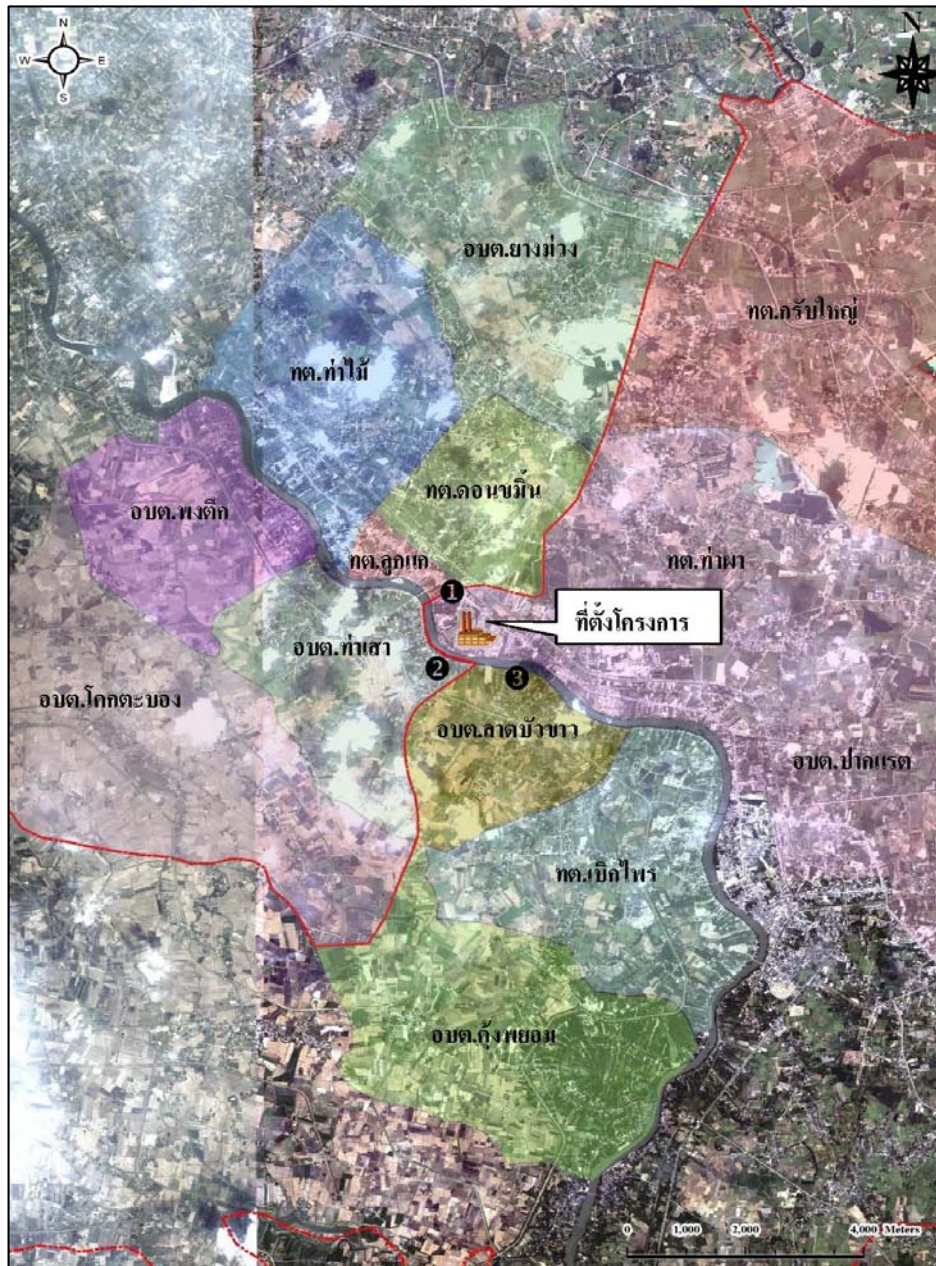 N
W E
S
N
อบต.ยางม่วง
ทต.กรับใหญ่
ทต.ท่าไม้
ทต.ดอนขมิ้น
อบต.พงตึก
ทต.ลูกแก
ทต.ท่าผา
1
ที่ตั้งโครงการ
อบต.ท่าเสา
2
3
อบต.โคกตะบอง
อบต.ลาดบัวขาว
อบต.ปากแรต
ทต.เบิกไพร
อบต.คุ้งพยอม
0 1,000 2,000 4,000 Meters